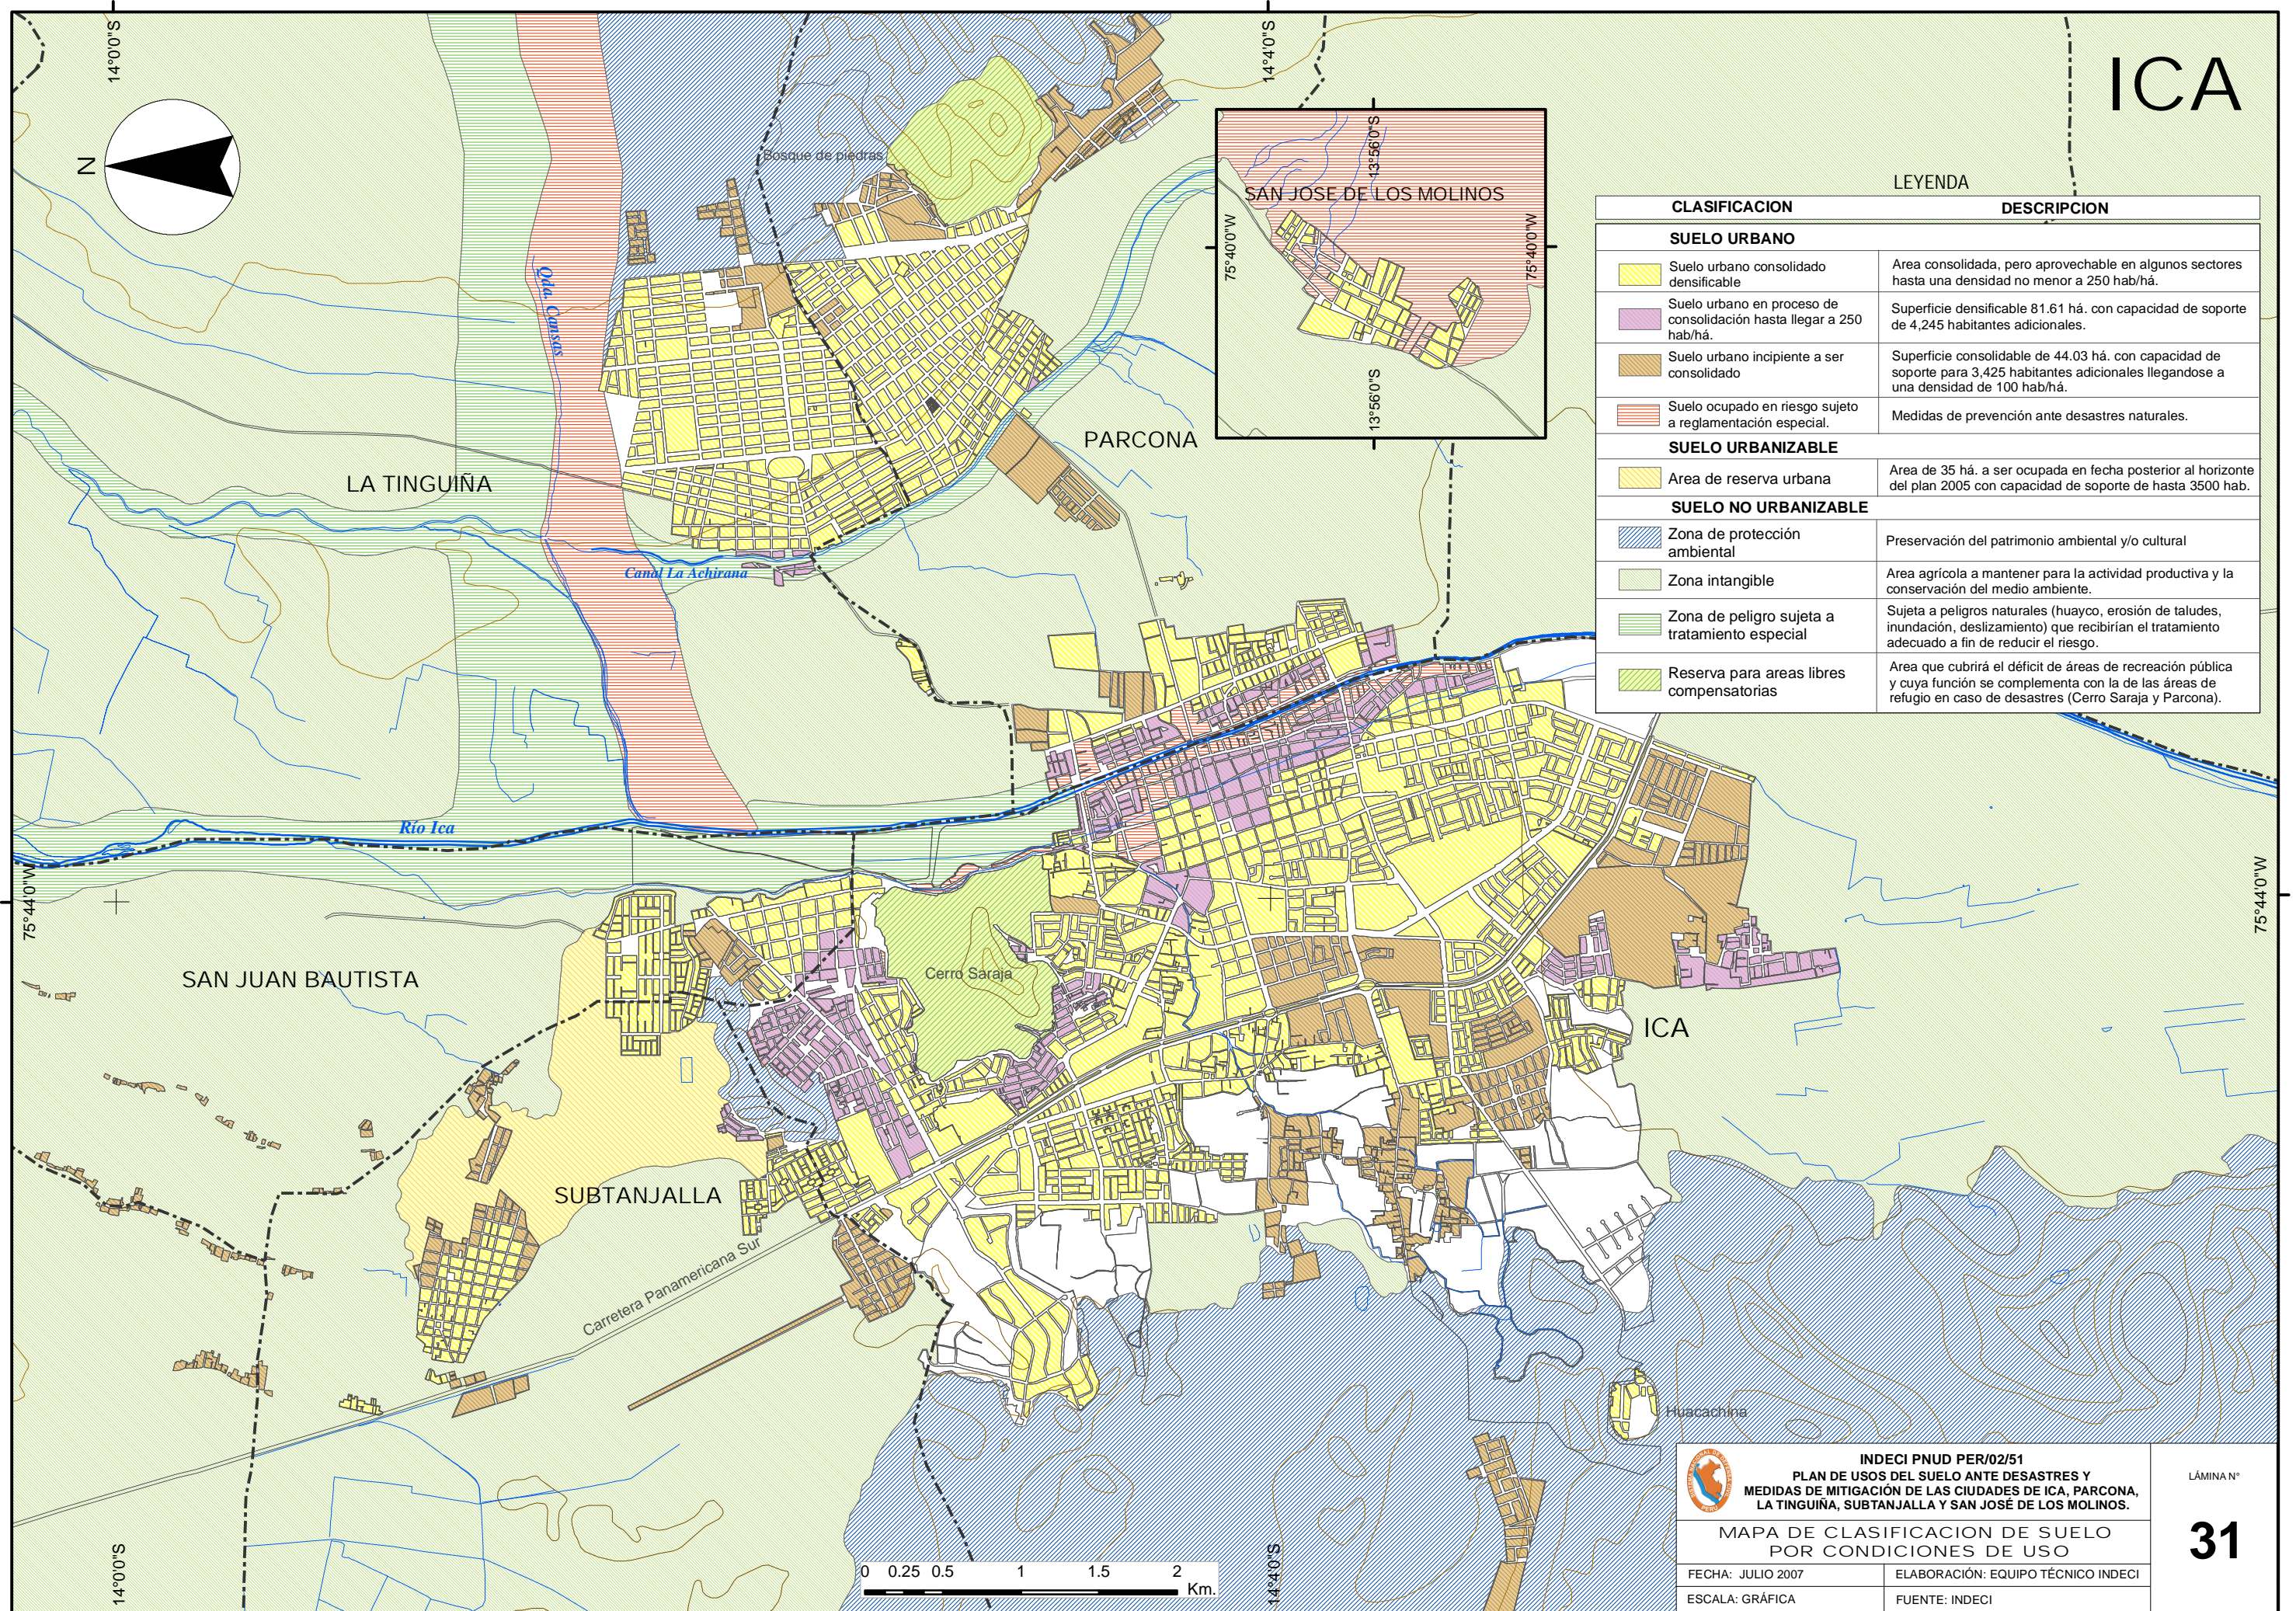 ICA
14°0'0"S
14°4'0"S
N
Bosque de piedras
SAN JOSE DE LOS MOLINOS
13°56'0"S
75°40'0"W
75°40'0"W
13°56'0"S
Qda. Cansas
PARCONA
LA TINGUIÑA
Canal La Achirana
Río Ica
75°44'0"W
75°44'0"W
SAN JUAN BAUTISTA
Cerro Saraja
ICA
SUBTANJALLA
Carretera Panamericana Sur
Huacachina
14°0'0"S
14°4'0"S
0 0.25 0.5 1 1.5 2
Km.
LEYENDA
CLASIFICACION DESCRIPCION
SUELO URBANO
Suelo urbano consolidado
densificable
Area consolidada, pero aprovechable en algunos sectores
hasta una densidad no menor a 250 hab/há.
Suelo urbano en proceso de
consolidación hasta llegar a 250
hab/há.
Superficie densificable 81.61 há. con capacidad de soporte
de 4,245 habitantes adicionales.
Suelo urbano incipiente a ser
consolidado
Superficie consolidable de 44.03 há. con capacidad de
soporte para 3,425 habitantes adicionales llegandose a
una densidad de 100 hab/há.
Suelo ocupado en riesgo sujeto
a reglamentación especial.
Medidas de prevención ante desastres naturales.
SUELO URBANIZABLE
Area de reserva urbana
Area de 35 há. a ser ocupada en fecha posterior al horizonte
del plan 2005 con capacidad de soporte de hasta 3500 hab.
SUELO NO URBANIZABLE
Zona de protección
ambiental
Preservación del patrimonio ambiental y/o cultural
Zona intangible
Area agrícola a mantener para la actividad productiva y la
conservación del medio ambiente.
Zona de peligro sujeta a
tratamiento especial
Sujeta a peligros naturales (huayco, erosión de taludes,
inundación, deslizamiento) que recibirían el tratamiento
adecuado a fin de reducir el riesgo.
Reserva para areas libres
compensatorias
Area que cubrirá el déficit de áreas de recreación pública
y cuya función se complementa con la de las áreas de
refugio en caso de desastres (Cerro Saraja y Parcona).
INDECI PNUD PER/02/51
PLAN DE USOS DEL SUELO ANTE DESASTRES Y
MEDIDAS DE MITIGACIÓN DE LAS CIUDADES DE ICA, PARCONA,
LA TINGUIÑA, SUBTANJALLA Y SAN JOSÉ DE LOS MOLINOS.
MAPA DE CLASIFICACION DE SUELO
POR CONDICIONES DE USO
FECHA: JULIO 2007
ELABORACIÓN: EQUIPO TÉCNICO INDECI
ESCALA: GRÁFICA
FUENTE: INDECI
LÁMINA N°
31